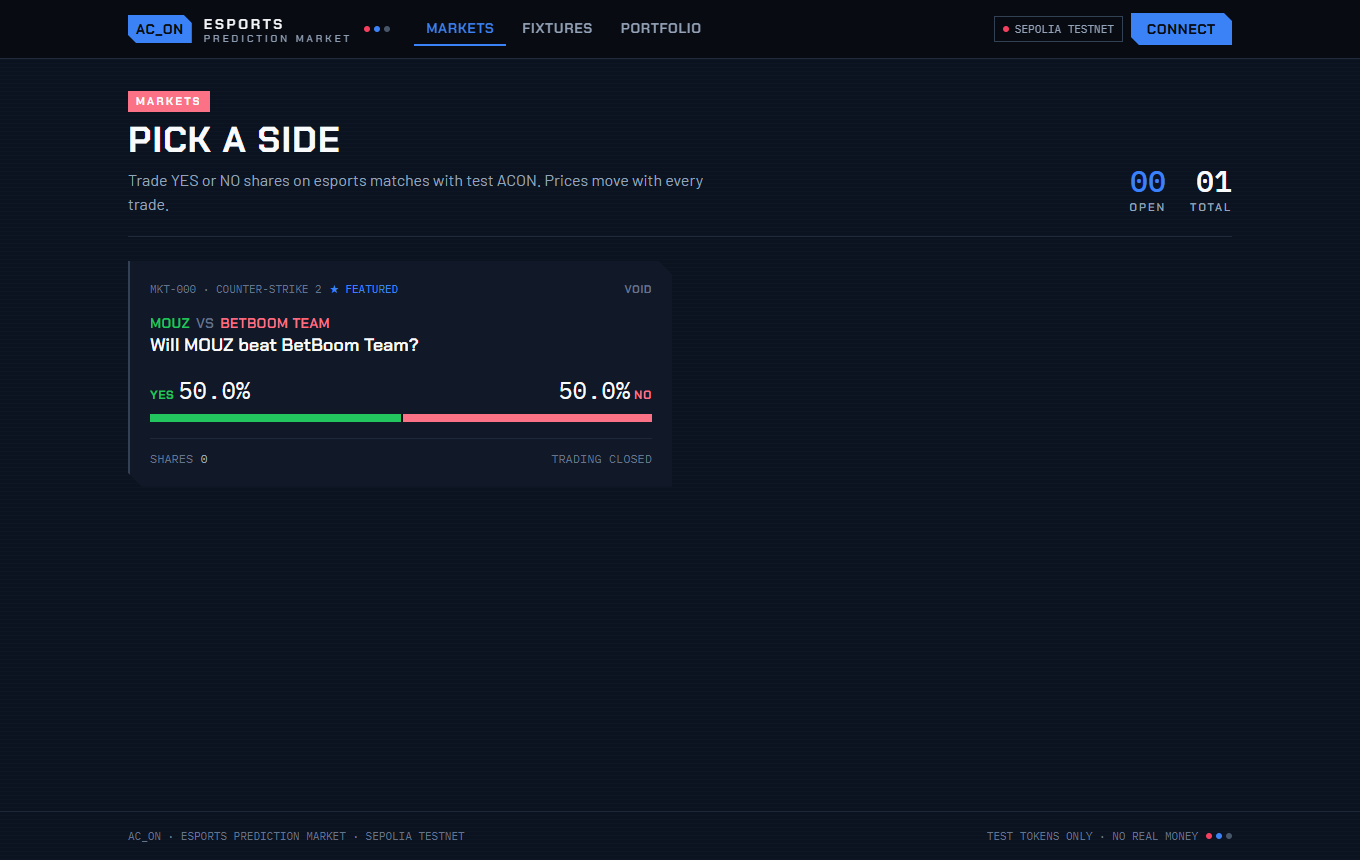 AC_ON ESPORTS PREDICTION MARKET MARKETS FIXTURES PORTFOLIO SEPOLIA TESTNET CONNECT
MARKETS
PICK A SIDE
Trade YES or NO shares on esports matches with test ACON. Prices move with every
trade.
00 OPEN
01 TOTAL
MKT-000 · COUNTER-STRIKE 2 ★ FEATURED VOID
MOUZ VS BETBOOM TEAM
Will MOUZ beat BetBoom Team?
YES 50.0% 50.0% NO
SHARES 0 TRADING CLOSED
AC_ON · ESPORTS PREDICTION MARKET · SEPOLIA TESTNET TEST TOKENS ONLY · NO REAL MONEY